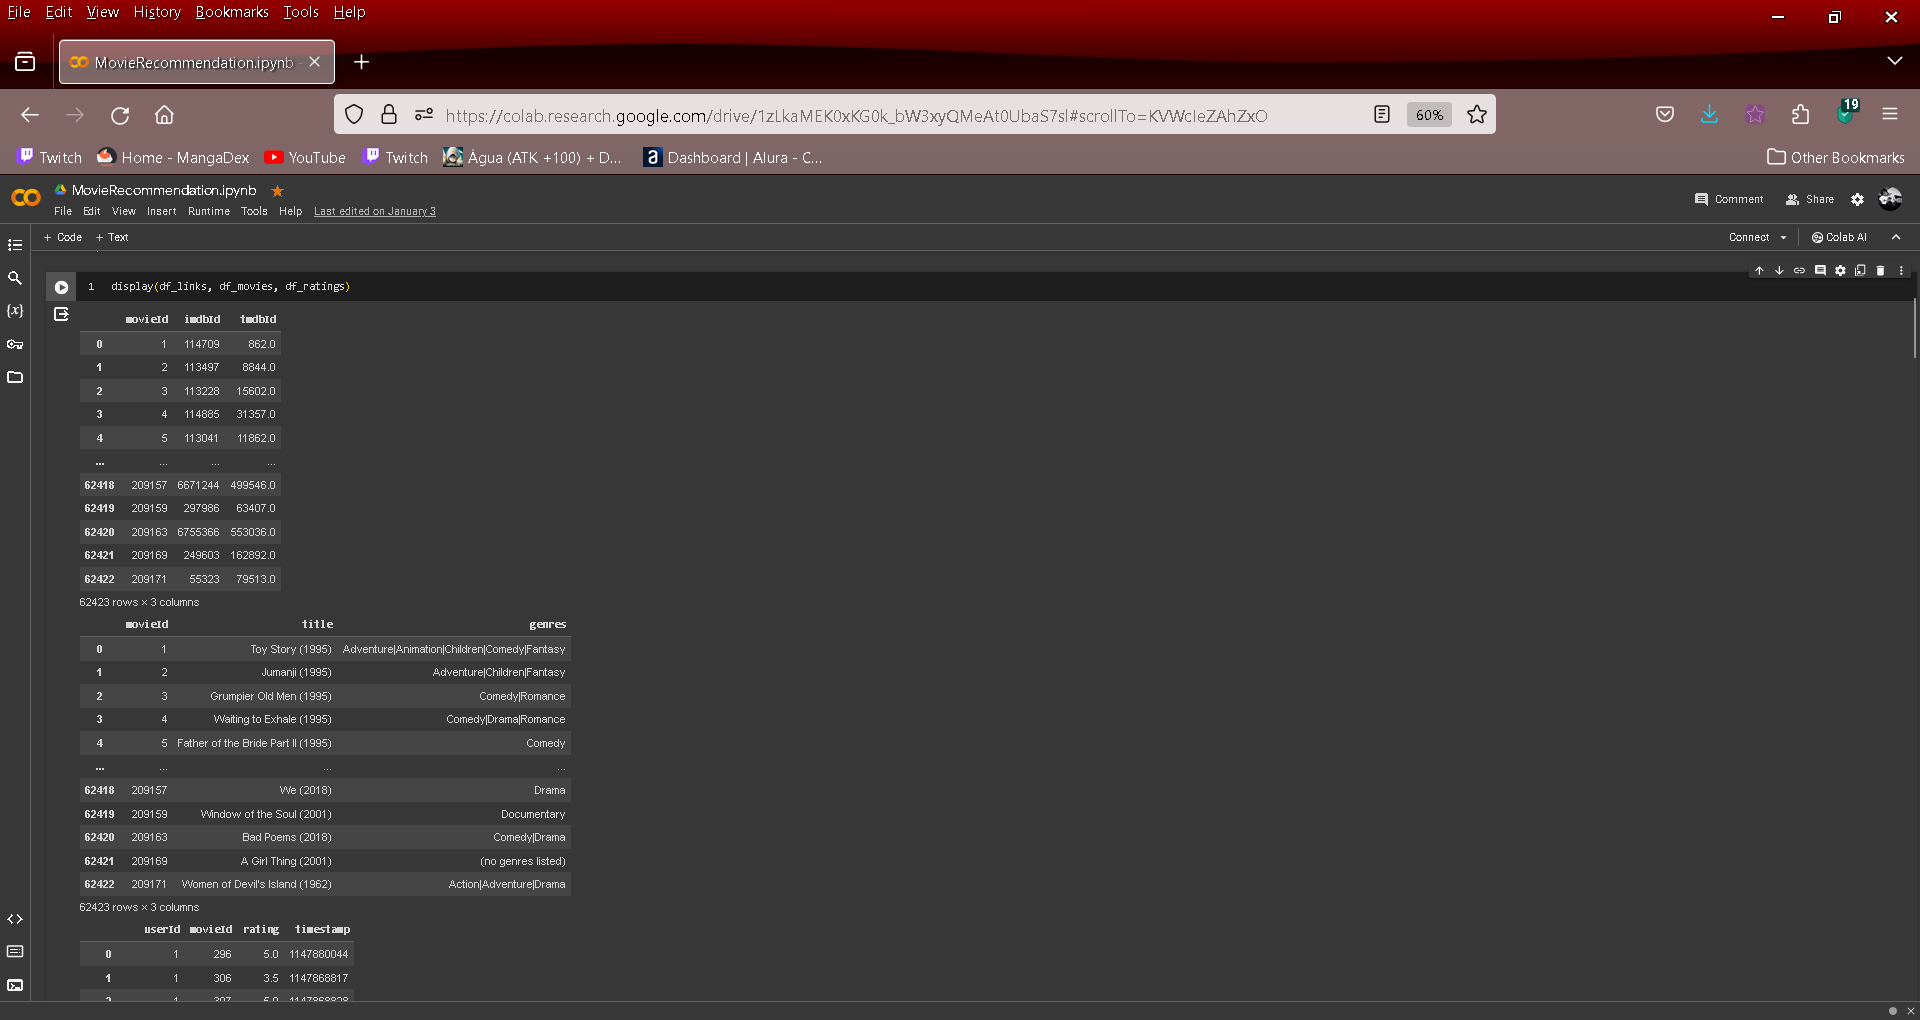 File Edit View History Bookmarks Tools Help
MovieRecommendation.ipynb -
https://colab.research.google.com/drive/1zLkaMEK0xKG0k_bW3xyQMeAt0UbaS7sl#scrollTo=KVWcIeZAhZxO 60% 19
Twitch Home - MangaDex YouTube Twitch Água (ATK +100) + D... Dashboard | Alura - C... Other Bookmarks
MovieRecommendation.ipynb
File Edit View Insert Runtime Tools Help Last edited on January 3
Comment Share
+ Code + Text Connect Colab AI
1 display(df_links, df_movies, df_ratings)
movieId imdbId tmdbId
0 1 114709 862.0
1 2 113497 8844.0
2 3 113228 15602.0
3 4 114885 31357.0
4 5 113041 11862.0
... ... ... ...
62418 209157 6671244 499546.0
62419 209159 297986 63407.0
62420 209163 6755366 553036.0
62421 209169 249603 162892.0
62422 209171 55323 79513.0
62423 rows × 3 columns
movieId title genres
0 1 Toy Story (1995) Adventure|Animation|Children|Comedy|Fantasy
1 2 Jumanji (1995) Adventure|Children|Fantasy
2 3 Grumpier Old Men (1995) Comedy|Romance
3 4 Waiting to Exhale (1995) Comedy|Drama|Romance
4 5 Father of the Bride Part II (1995) Comedy
... ... ... ...
62418 209157 We (2018) Drama
62419 209159 Window of the Soul (2001) Documentary
62420 209163 Bad Poems (2018) Comedy|Drama
62421 209169 A Girl Thing (2001) (no genres listed)
62422 209171 Women of Devil's Island (1962) Action|Adventure|Drama
62423 rows × 3 columns
userId movieId rating timestamp
0 1 296 5.0 1147880044
1 1 306 3.5 1147868817
2 1 307 5.0 1147868828